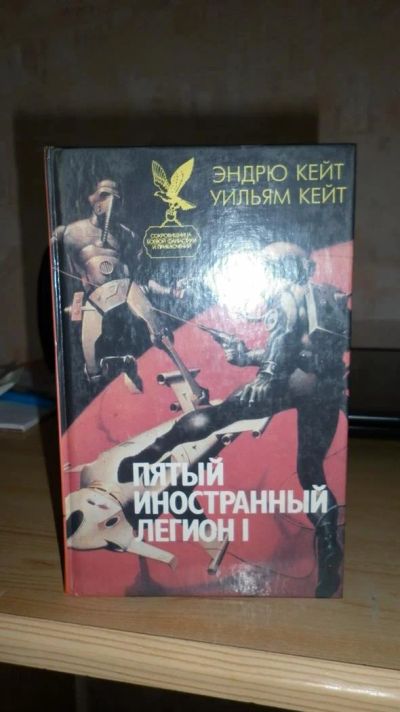 ЭНДРЮ КЕЙТ
УИЛЬЯМ КЕЙТ
СОКРОВИЩНИЦА
БОЕВОЙ ФАНТАСТИКИ
И ПРИКЛЮЧЕНИЙ
ПЯТЫЙ
ИНОСТРАННЫЙ
ЛЕГИОН I